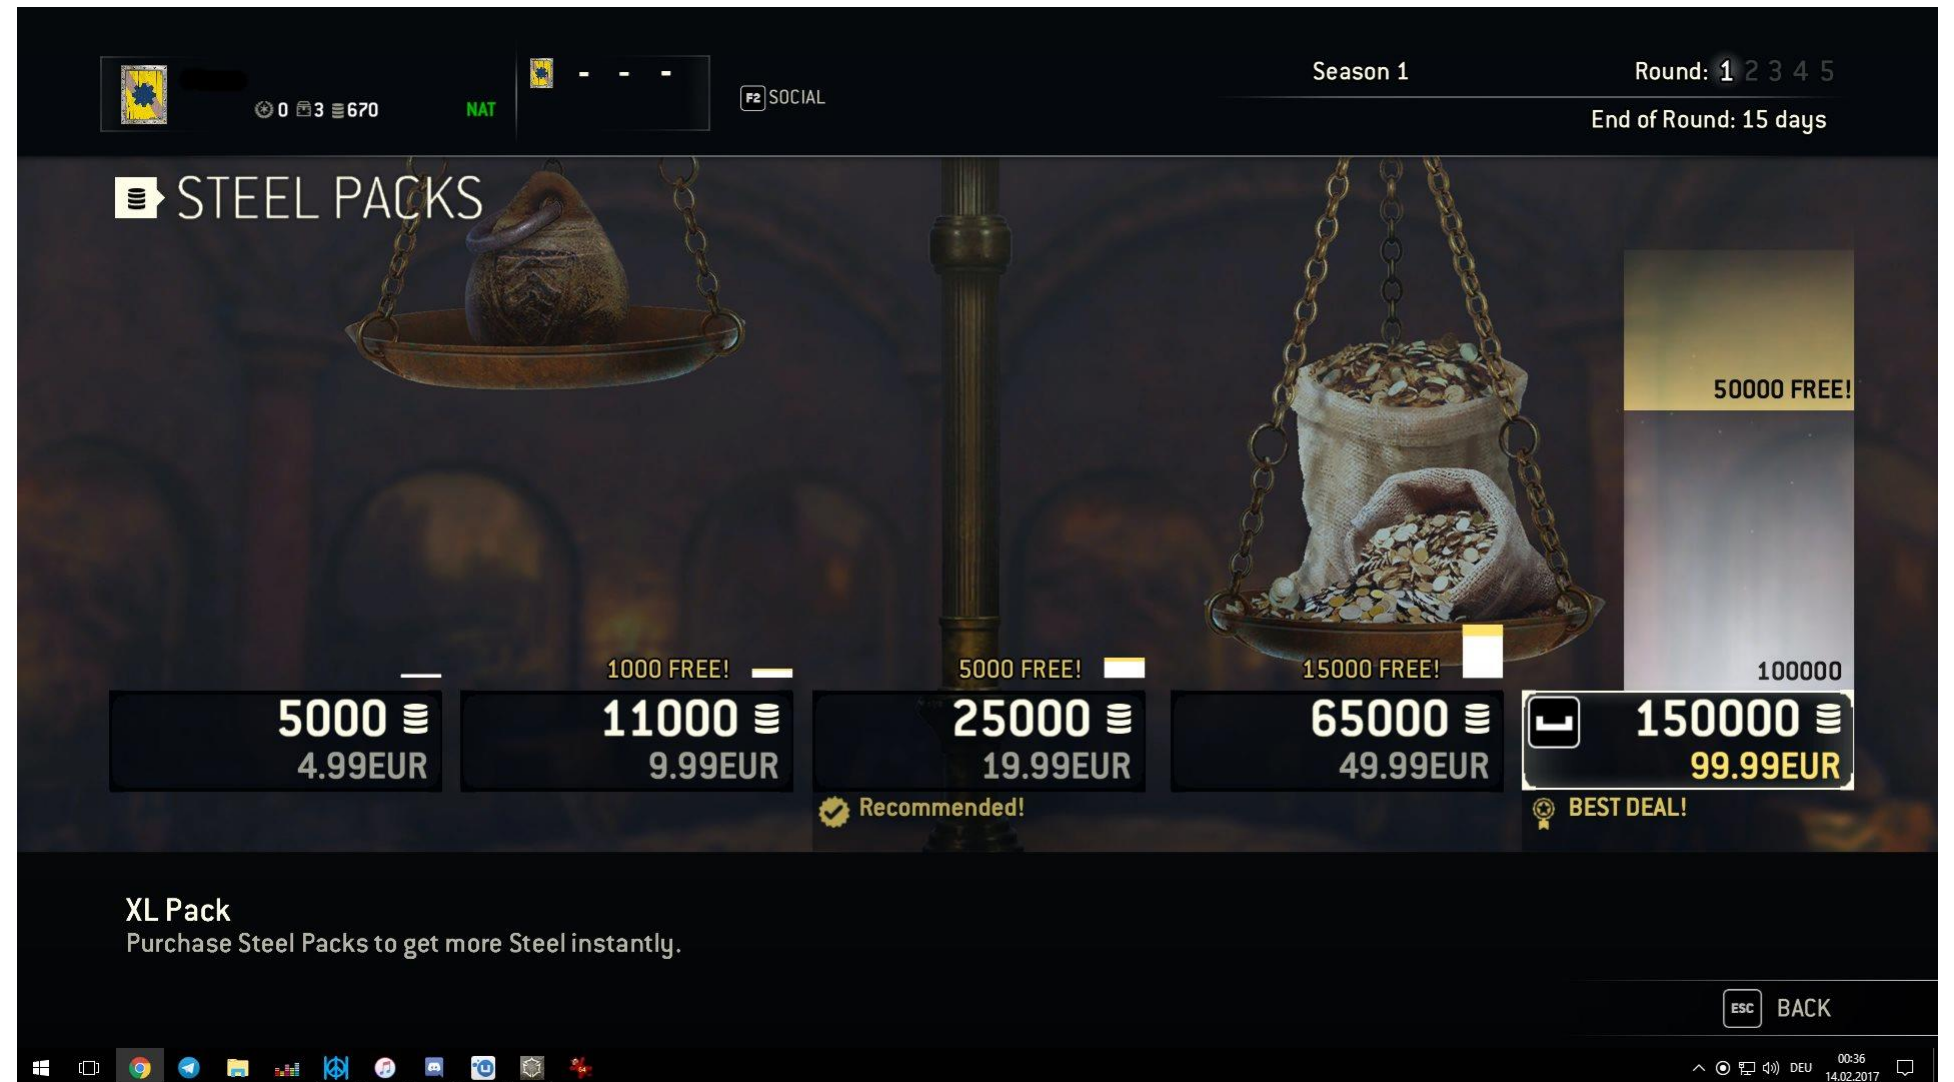 0 3 670 NAT
- - -
F2 SOCIAL
Season 1
Round: 1 2 3 4 5
End of Round: 15 days
STEEL PACKS
50000 FREE!
100000
1000 FREE!
5000 FREE!
15000 FREE!
5000
4.99EUR
11000
9.99EUR
25000
19.99EUR
Recommended!
65000
49.99EUR
150000
99.99EUR
BEST DEAL!
XL Pack
Purchase Steel Packs to get more Steel instantly.
ESC BACK
64
DEU
00:36
14.02.2017